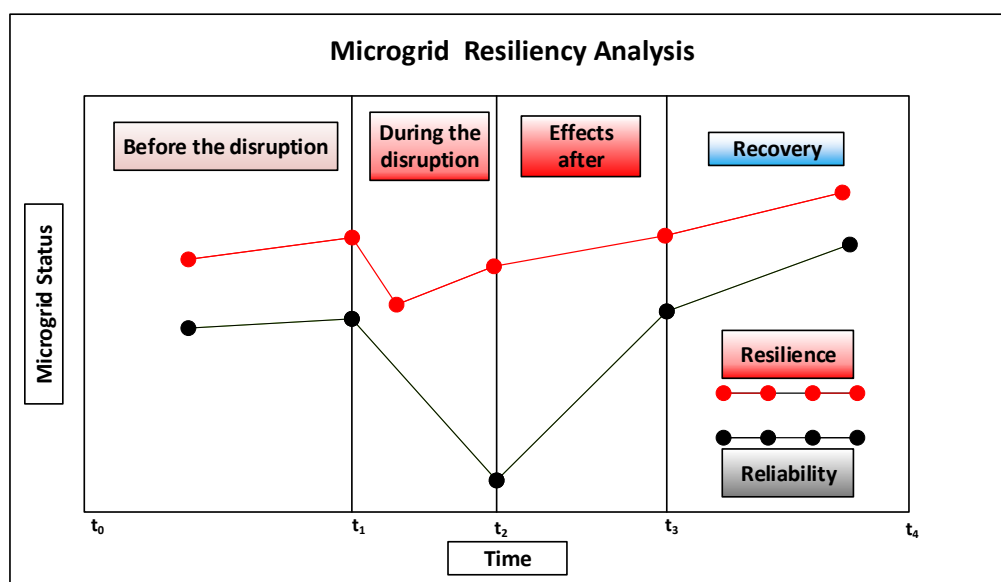 Microgrid Resiliency Analysis
Before the disruption
During the
disruption
Effects
after
Recovery
Microgrid Status
Resilience
Reliability
t₀
t₁
t₂
t₃
t₄
Time